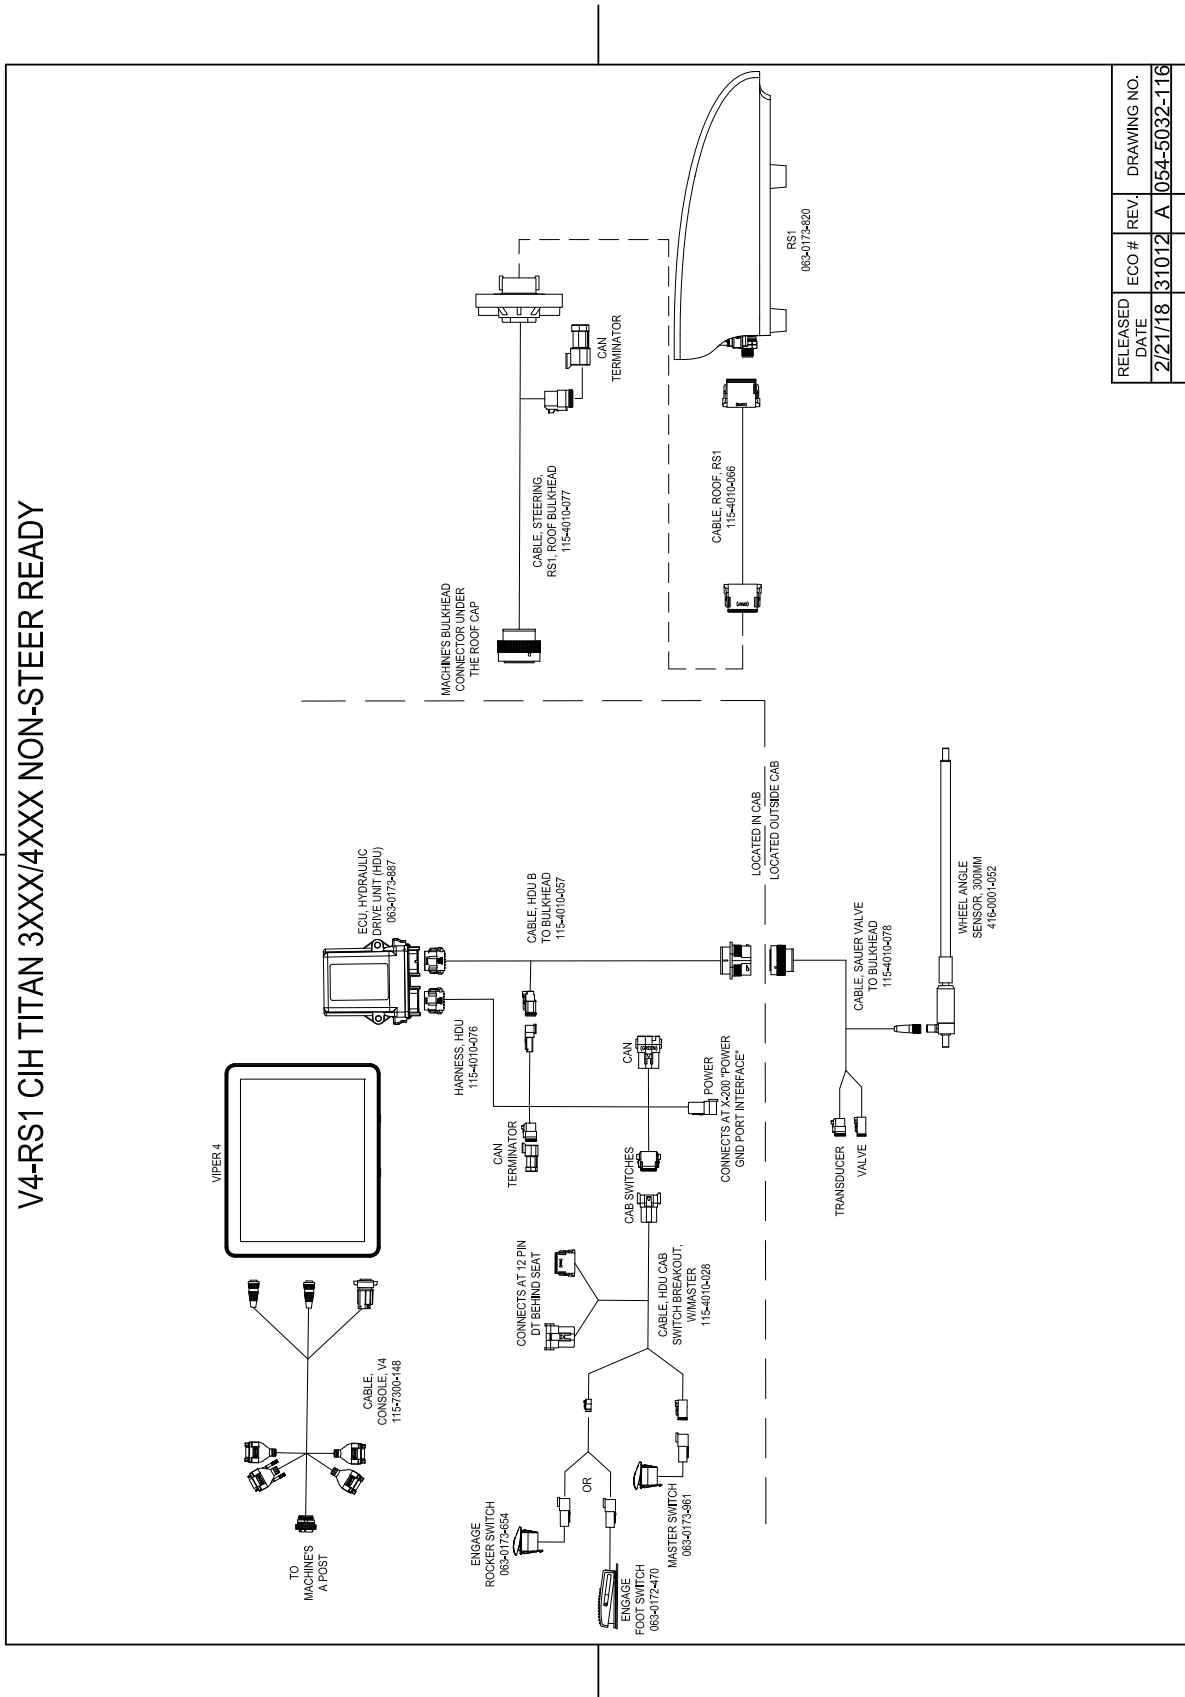 V4-RS1 CIH TITAN 3XXX/4XXX NON-STEER READY
TO
MACHINE'S
A POST
CABLE,
CONSOLE, V4
115-7300-148
VIPER 4
ECU, HYDRAULIC
DRIVE UNIT (HDU)
063-0173-887
HARNESS, HDU
115-4010-076
CABLE, HDU B
TO BULKHEAD
115-4010-057
CAN
TERMINATOR
CAN
CAB SWITCHES
POWER
CONNECTS AT X-200 "POWER
GND PORT INTERFACE"
CONNECTS AT 12 PIN
DT BEHIND SEAT
CABLE, HDU CAB
SWITCH BREAKOUT,
W/MASTER
115-4010-028
ENGAGE
ROCKER SWITCH
063-0173-654
OR
ENGAGE
FOOT SWITCH
063-0172-470
MASTER SWITCH
063-0173-961
LOCATED IN CAB
LOCATED OUTSIDE CAB
TRANSDUCER
VALVE
CABLE, SAUER VALVE
TO BULKHEAD
115-4010-078
WHEEL ANGLE
SENSOR, 300MM
416-0001-052
MACHINE'S BULKHEAD
CONNECTOR UNDER
THE ROOF CAP
CABLE, STEERING,
RS1, ROOF BULKHEAD
115-4010-077
CAN
TERMINATOR
CABLE, ROOF, RS1
115-4010-066
RS1
063-0173-820
RELEASED
DATE
ECO #
REV.
DRAWING NO.
2/21/18
31012
A
054-5032-116